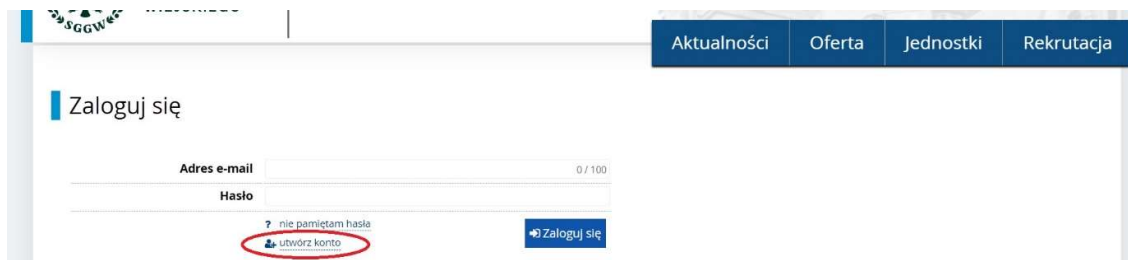 SGGW
Aktualności Oferta Jednostki Rekrutacja
Zaloguj się
Adres e-mail 0 / 100
Hasło
? nie pamiętam hasła
utwórz konto
Zaloguj się